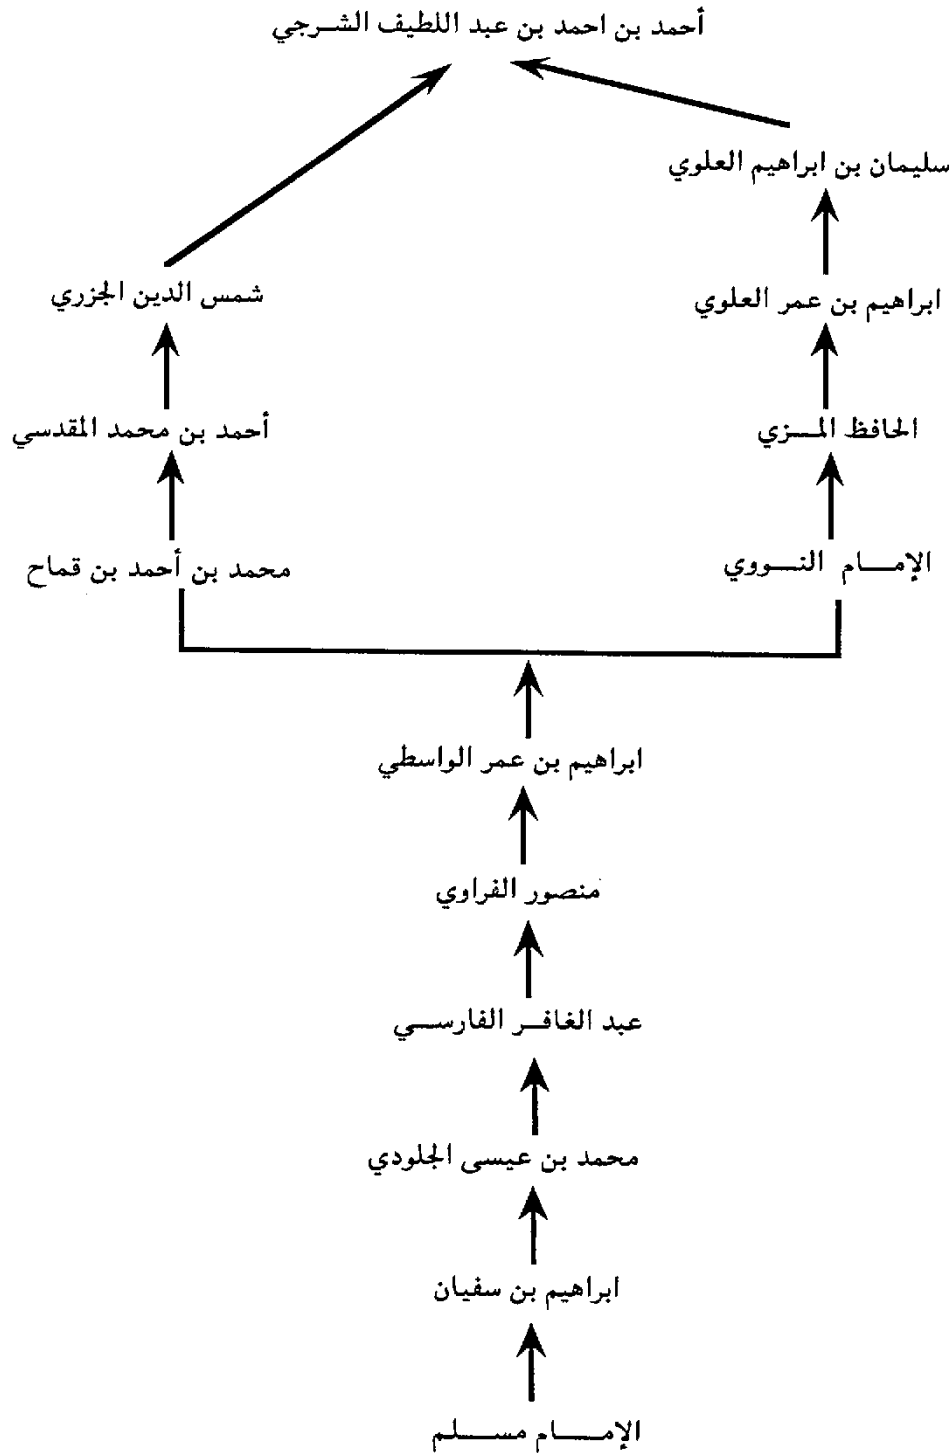 أحمد بن احمد بن عبد اللطيف الشرجي
سليمان بن ابراهيم العلوي
شمس الدين الجزري
ابراهيم بن عمر العلوي
أحمد بن محمد المقدسي
الحافظ المزي
محمد بن أحمد بن قماح
الإمام النووي
ابراهيم بن عمر الواسطي
منصور الفراوي
عبد الغافر الفارسي
محمد بن عيسى الجلودي
ابراهيم بن سفيان
الإمام مسلم